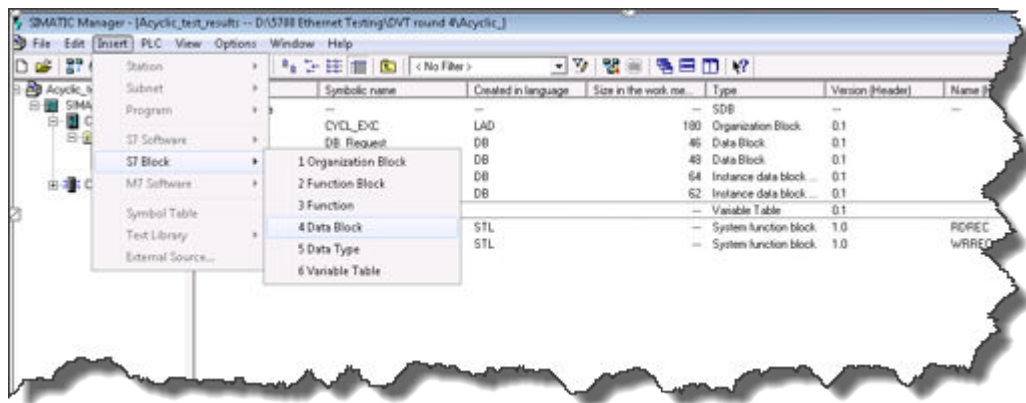 SIMATIC Manager - [Acyclic_test_results -- D:\5788 Ethernet Testing\DVT round 4\Acyclic_]
File Edit Insert PLC View Options Window Help
< No Filter >
Station
Subnet
Program
S7 Software
S7 Block
M7 Software
Symbol Table
Text Library
External Source...
1 Organization Block
2 Function Block
3 Function
4 Data Block
5 Data Type
6 Variable Table
Symbolic name Created in language Size in the work me... Type Version (Header) Name
--- --- SDB --- ---
CYCL_EXC LAD 180 Organization Block 0.1
DB_Request DB 46 Data Block 0.1
DB 48 Data Block 0.1
DB 64 Instance data block ... 0.1
DB 62 Instance data block ... 0.1
--- Variable Table 0.1
STL --- System function block 1.0 RDREC
STL --- System function block 1.0 WRREC